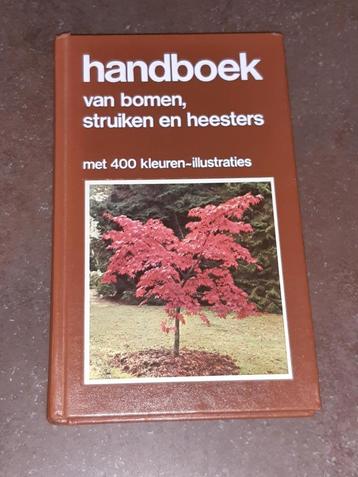 handboek
van bomen,
struiken en heesters
met 400 kleuren-illustraties